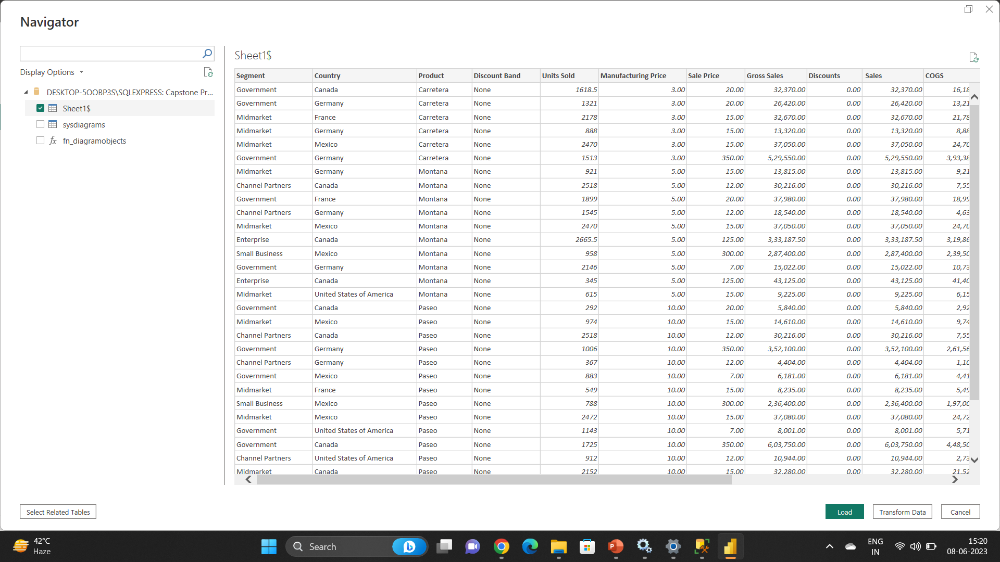 Navigator
Display Options
DESKTOP-5OOBP3S\SQLEXPRESS: Capstone Pr...
Sheet1$
sysdiagrams
fx fn_diagramobjects
Sheet1$
Segment Country Product Discount Band Units Sold Manufacturing Price Sale Price Gross Sales Discounts Sales COGS
Government Canada Carretera None 1618.5 3.00 20.00 32,370.00 0.00 32,370.00 16,18
Government Germany Carretera None 1321 3.00 20.00 26,420.00 0.00 26,420.00 13,21
Midmarket France Carretera None 2178 3.00 15.00 32,670.00 0.00 32,670.00 21,78
Midmarket Germany Carretera None 888 3.00 15.00 13,320.00 0.00 13,320.00 8,88
Midmarket Mexico Carretera None 2470 3.00 15.00 37,050.00 0.00 37,050.00 24,70
Government Germany Carretera None 1513 3.00 350.00 5,29,550.00 0.00 5,29,550.00 3,93,38
Midmarket Germany Montana None 921 5.00 15.00 13,815.00 0.00 13,815.00 9,21
Channel Partners Canada Montana None 2518 5.00 12.00 30,216.00 0.00 30,216.00 7,55
Government France Montana None 1899 5.00 20.00 37,980.00 0.00 37,980.00 18,99
Channel Partners Germany Montana None 1545 5.00 12.00 18,540.00 0.00 18,540.00 4,63
Midmarket Mexico Montana None 2470 5.00 15.00 37,050.00 0.00 37,050.00 24,70
Enterprise Canada Montana None 2665.5 5.00 125.00 3,33,187.50 0.00 3,33,187.50 3,19,86
Small Business Mexico Montana None 958 5.00 300.00 2,87,400.00 0.00 2,87,400.00 2,39,50
Government Germany Montana None 2146 5.00 7.00 15,022.00 0.00 15,022.00 10,73
Enterprise Canada Montana None 345 5.00 125.00 43,125.00 0.00 43,125.00 41,40
Midmarket United States of America Montana None 615 5.00 15.00 9,225.00 0.00 9,225.00 6,15
Government Canada Paseo None 292 10.00 20.00 5,840.00 0.00 5,840.00 2,92
Midmarket Mexico Paseo None 974 10.00 15.00 14,610.00 0.00 14,610.00 9,74
Channel Partners Canada Paseo None 2518 10.00 12.00 30,216.00 0.00 30,216.00 7,55
Government Germany Paseo None 1006 10.00 350.00 3,52,100.00 0.00 3,52,100.00 2,61,56
Channel Partners Germany Paseo None 367 10.00 12.00 4,404.00 0.00 4,404.00 1,10
Government Mexico Paseo None 883 10.00 7.00 6,181.00 0.00 6,181.00 4,41
Midmarket France Paseo None 549 10.00 15.00 8,235.00 0.00 8,235.00 5,49
Small Business Mexico Paseo None 788 10.00 300.00 2,36,400.00 0.00 2,36,400.00 1,97,00
Midmarket Mexico Paseo None 2472 10.00 15.00 37,080.00 0.00 37,080.00 24,72
Government United States of America Paseo None 1143 10.00 7.00 8,001.00 0.00 8,001.00 5,71
Government Canada Paseo None 1725 10.00 350.00 6,03,750.00 0.00 6,03,750.00 4,48,50
Channel Partners United States of America Paseo None 912 10.00 12.00 10,944.00 0.00 10,944.00 2,73
Midmarket Canada Paseo None 2152 10.00 15.00 32,280.00 0.00 32,280.00 21,52
Select Related Tables
Load
Transform Data
Cancel
42°C
Haze
Search
ENG
IN
15:20
08-06-2023